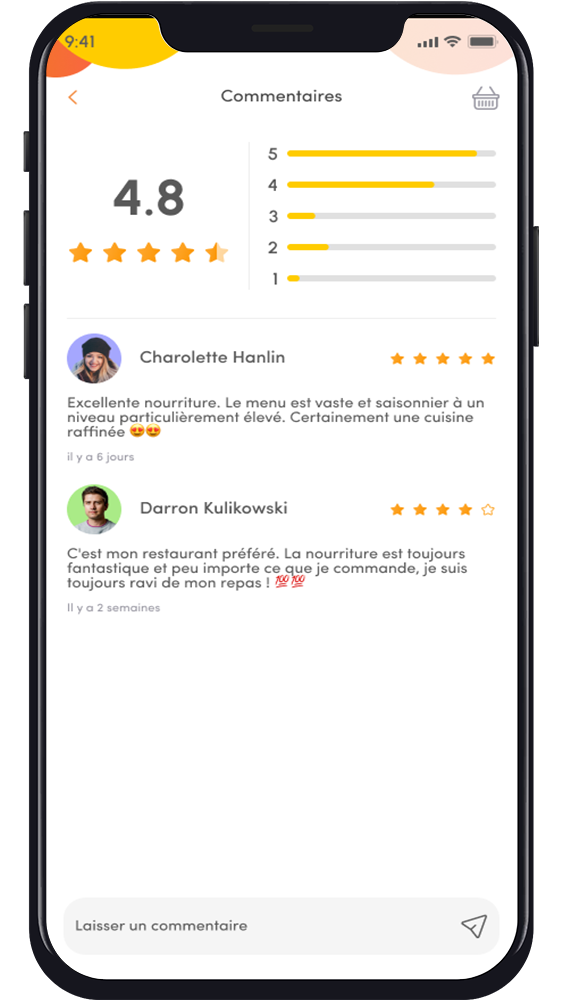 9:41
Commentaires
4.8
5
4
3
2
1
Charolette Hanlin
Excellente nourriture. Le menu est vaste et saisonnier à un
niveau particulièrement élevé. Certainement une cuisine
raffinée 😍😍
il y a 6 jours
Darron Kulikowski
C'est mon restaurant préféré. La nourriture est toujours
fantastique et peu importe ce que je commande, je suis
toujours ravi de mon repas ! 💯💯
Il y a 2 semaines
Laisser un commentaire